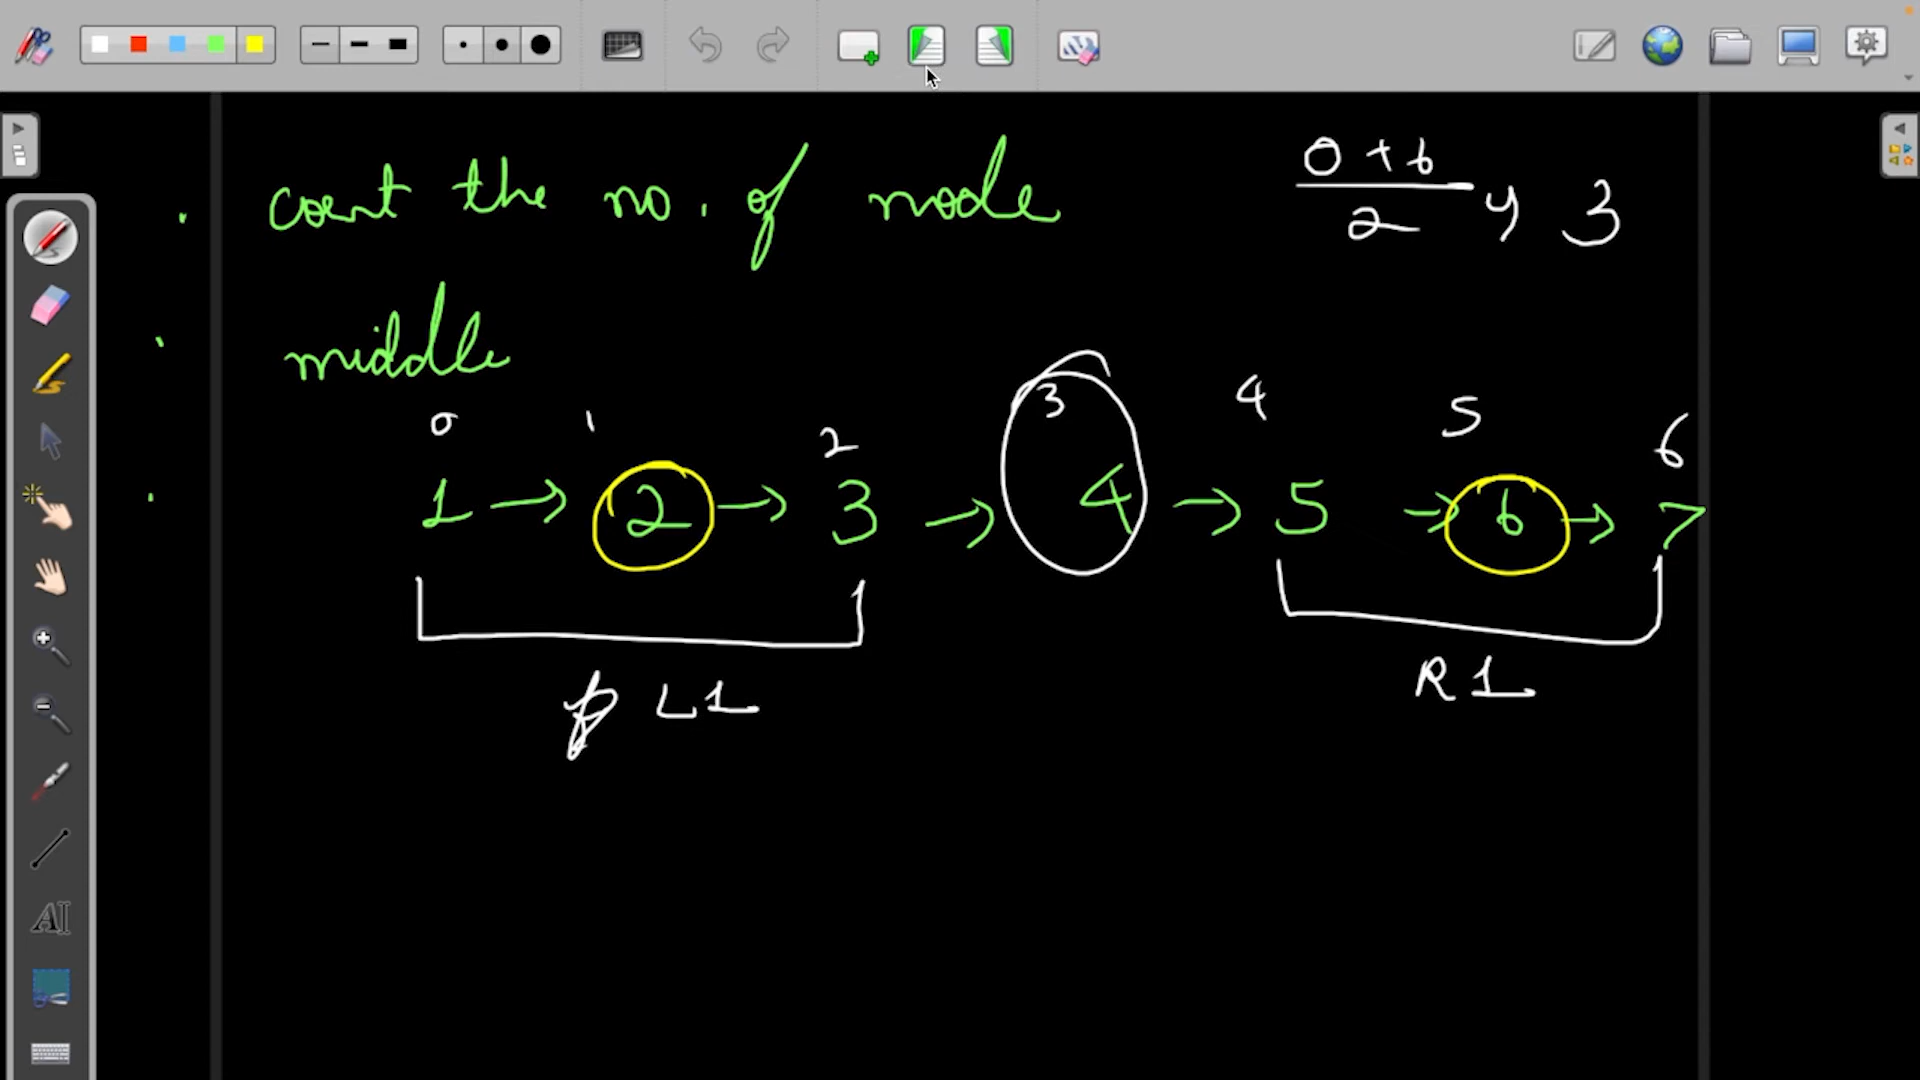 count the no. of node
0 + 6
2 3
middle
0 1 2 3 4 5 6
1 → 2 → 3 → 4 → 5 → 6 → 7
L1 R1
AI